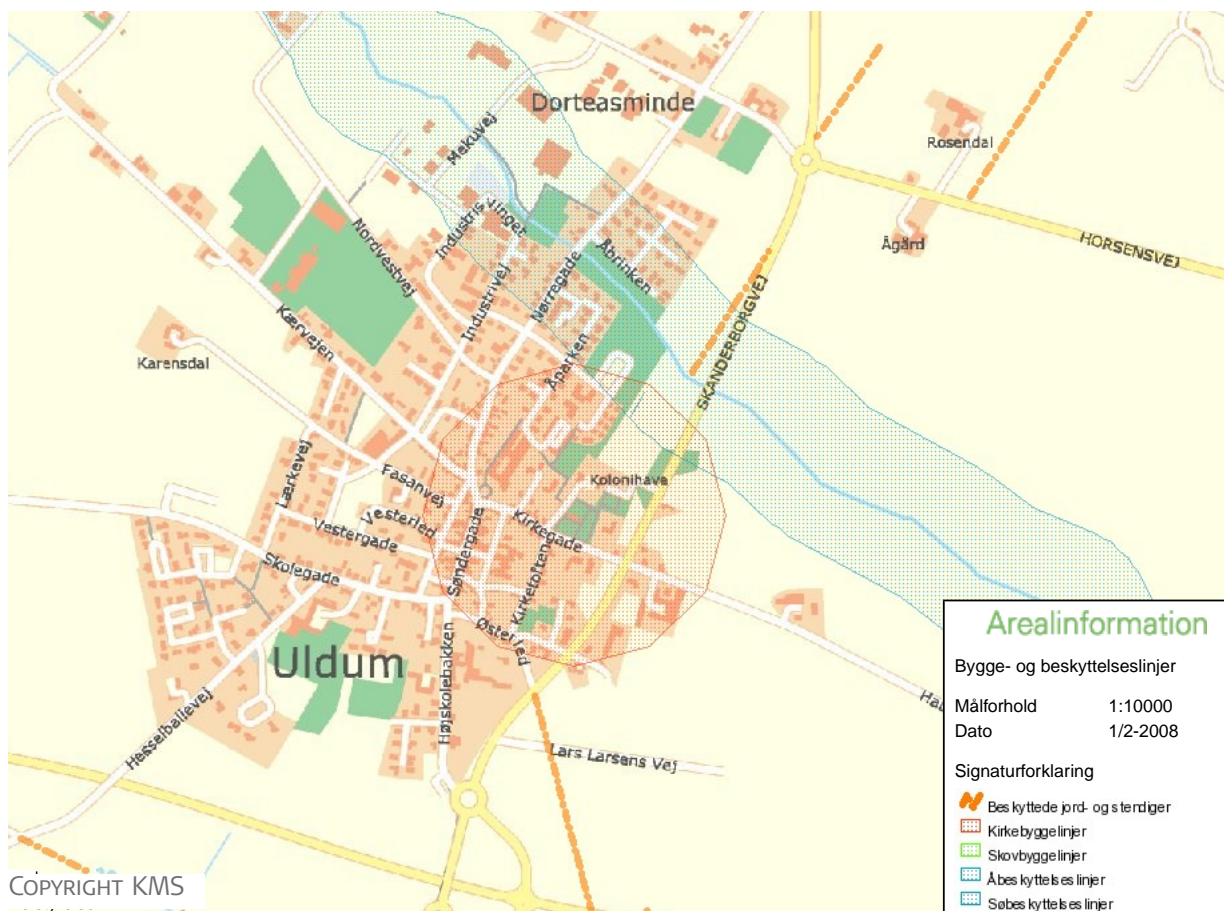 Dorteasminde
Rosendal
Mekuvej
Ågård
HORSENSVEJ
Industrisvinget
Nordvestvej
Åbrinken
Nørregade
Industrivej
SKANDERBORGVEJ
Kærvejen
Karensdal
Åparken
Lærkevej
Fasanvej
Kolonihave
Vesterled
Vestergade
Søndergade
Kirkegade
Kirketoften
Skolegade
Østerled
Uldum
Højskolebakken
Hesselballevej
Lars Larsens Vej
COPYRIGHT KMS
Arealinformation
Bygge- og beskyttelseslinjer
Målforhold 1:10000
Dato 1/2-2008
Signaturforklaring
Beskyttede jord- og stendiger
Kirkebyggelinjer
Skovbyggelinjer
Åbeskyttelseslinjer
Søbeskyttelseslinjer